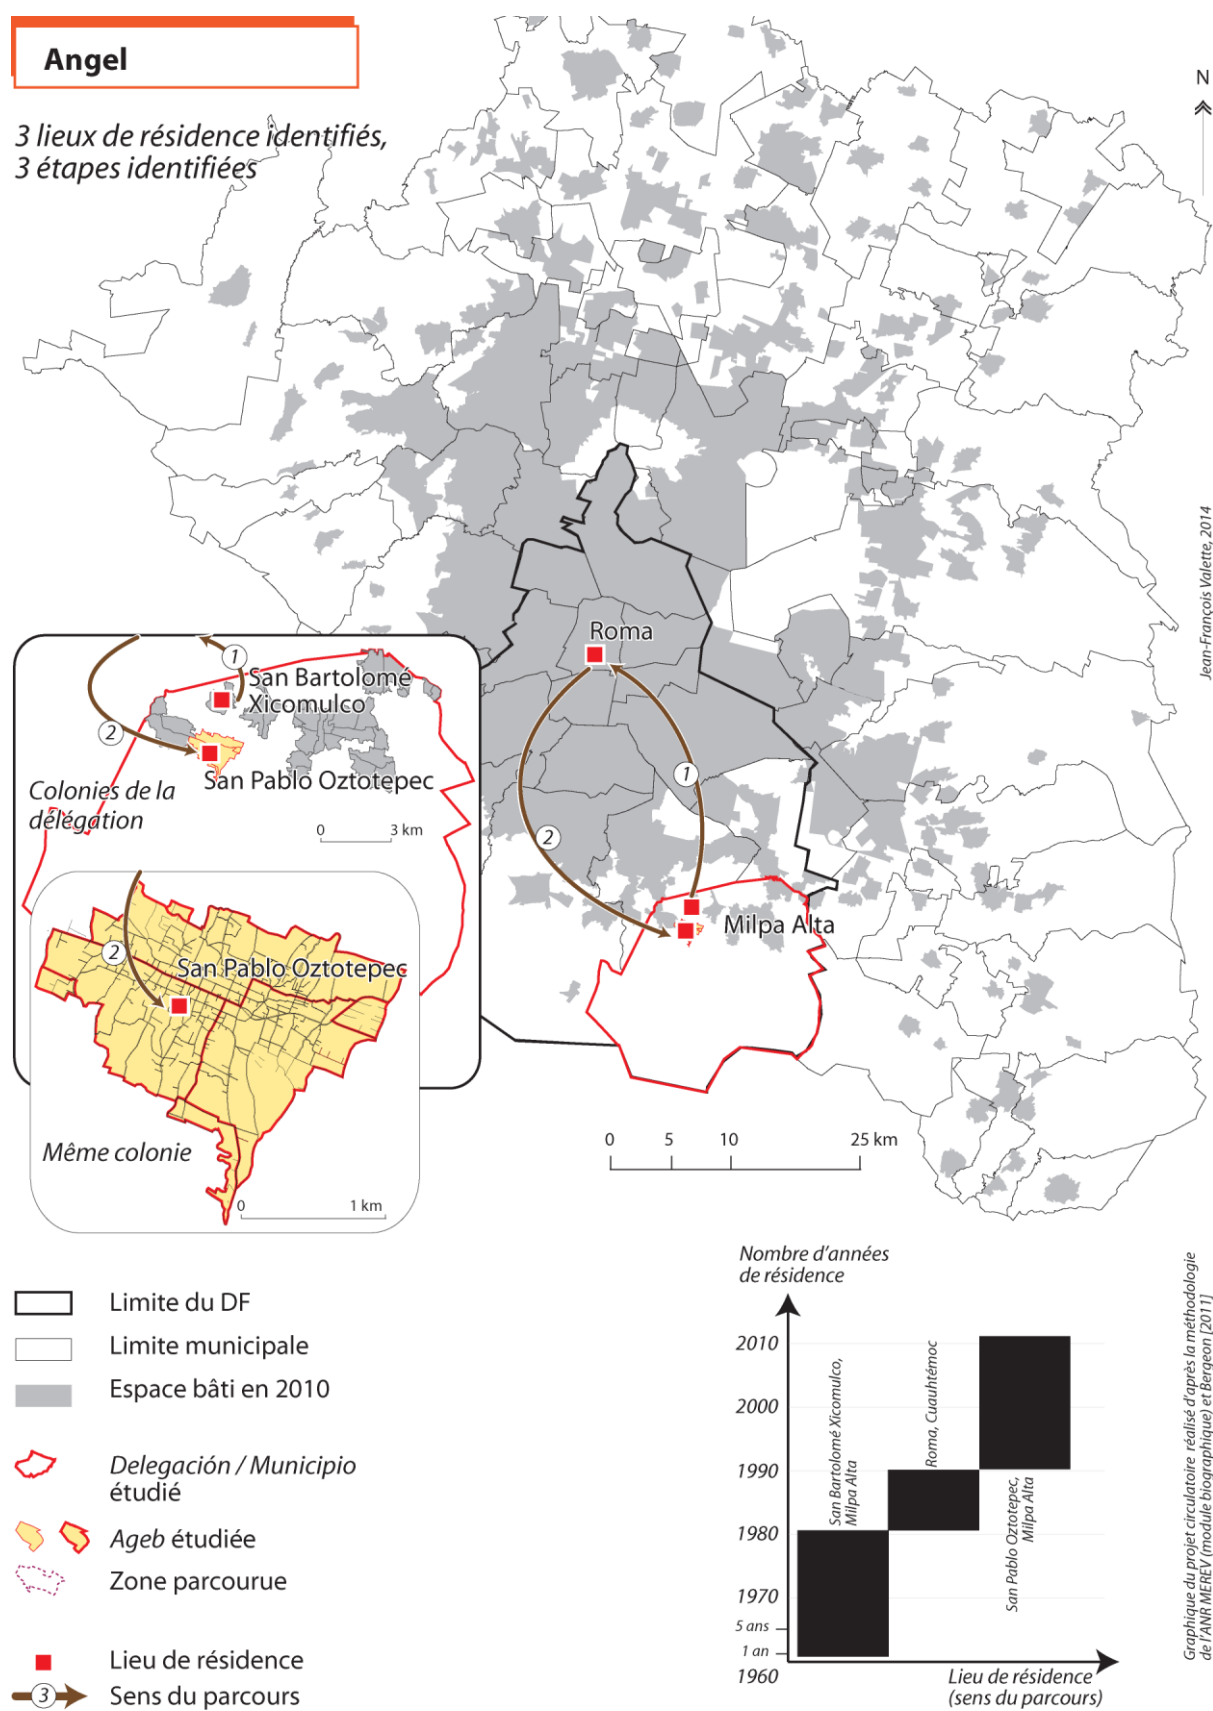 Angel
3 lieux de résidence identifiés,
3 étapes identifiées
N
Jean-François Valette, 2014
Roma
1
2
Milpa Alta
0 5 10 25 km
1
San Bartolomé
Xicomulco
2
San Pablo Oztotepec
Colonies de la
délégation
0 3 km
2
San Pablo Oztotepec
Même colonie
0 1 km
Limite du DF
Limite municipale
Espace bâti en 2010
Delegación / Municipio
étudié
Ageb étudiée
Zone parcourue
Lieu de résidence
3
Sens du parcours
Nombre d’années
de résidence
2010
2000
1990
1980
1970
5 ans
1 an
1960
San Bartolomé Xicomulco,
Milpa Alta
Roma, Cuauhtémoc
San Pablo Oztotepec,
Milpa Alta
Lieu de résidence
(sens du parcours)
Graphique du projet circulatoire réalisé d’après la méthodologie
de l’ANR MEREV (module biographique) et Bergeon [2011]